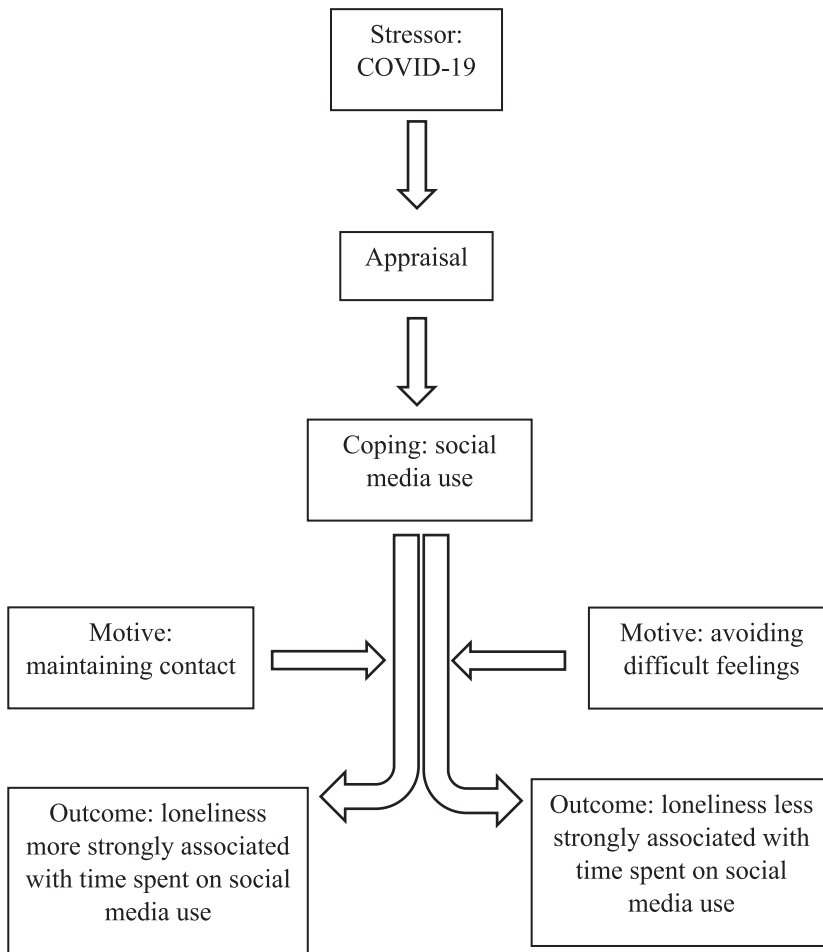 Stressor:
COVID-19
Appraisal
Coping: social
media use
Motive:
maintaining contact
Motive: avoiding
difficult feelings
Outcome: loneliness
more strongly associated
with time spent on social
media use
Outcome: loneliness less
strongly associated with
time spent on social
media use